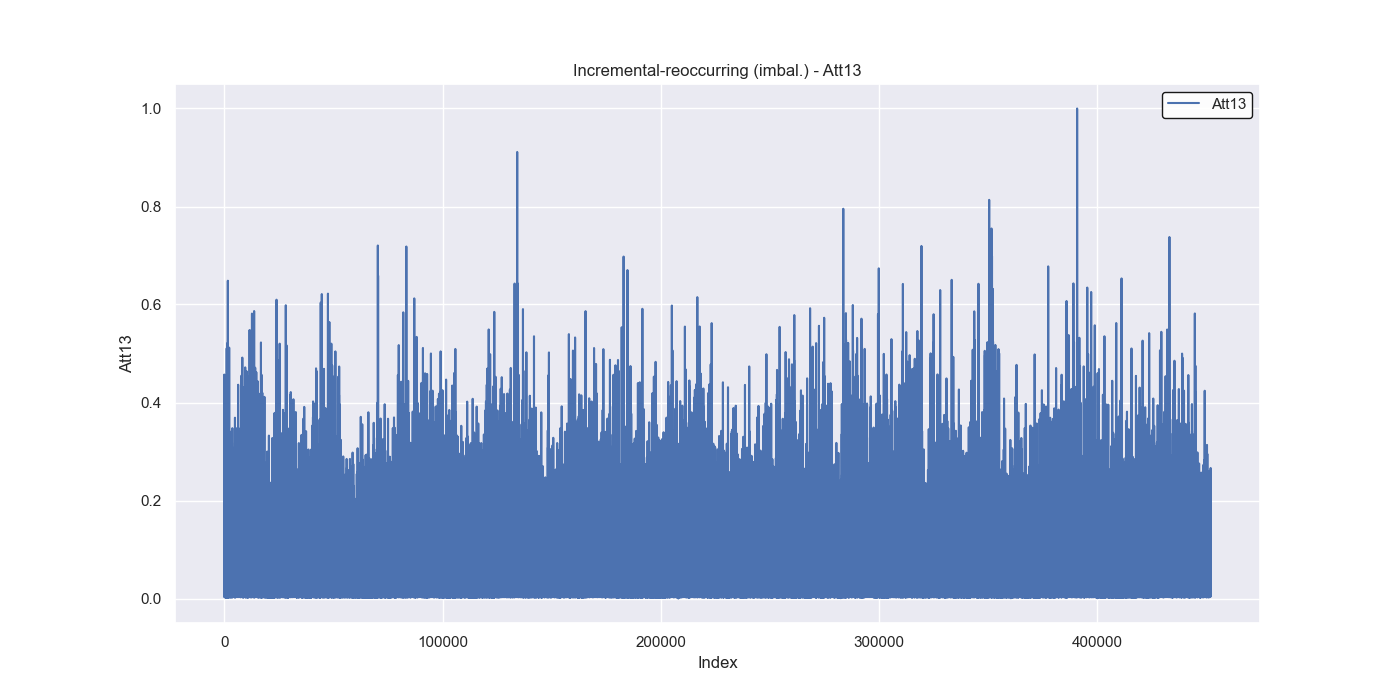 Incremental-reoccurring (imbal.) - Att13
Att13
1.0
0.8
0.6
0.4
0.2
0.0
Att13
0
100000
200000
300000
400000
Index